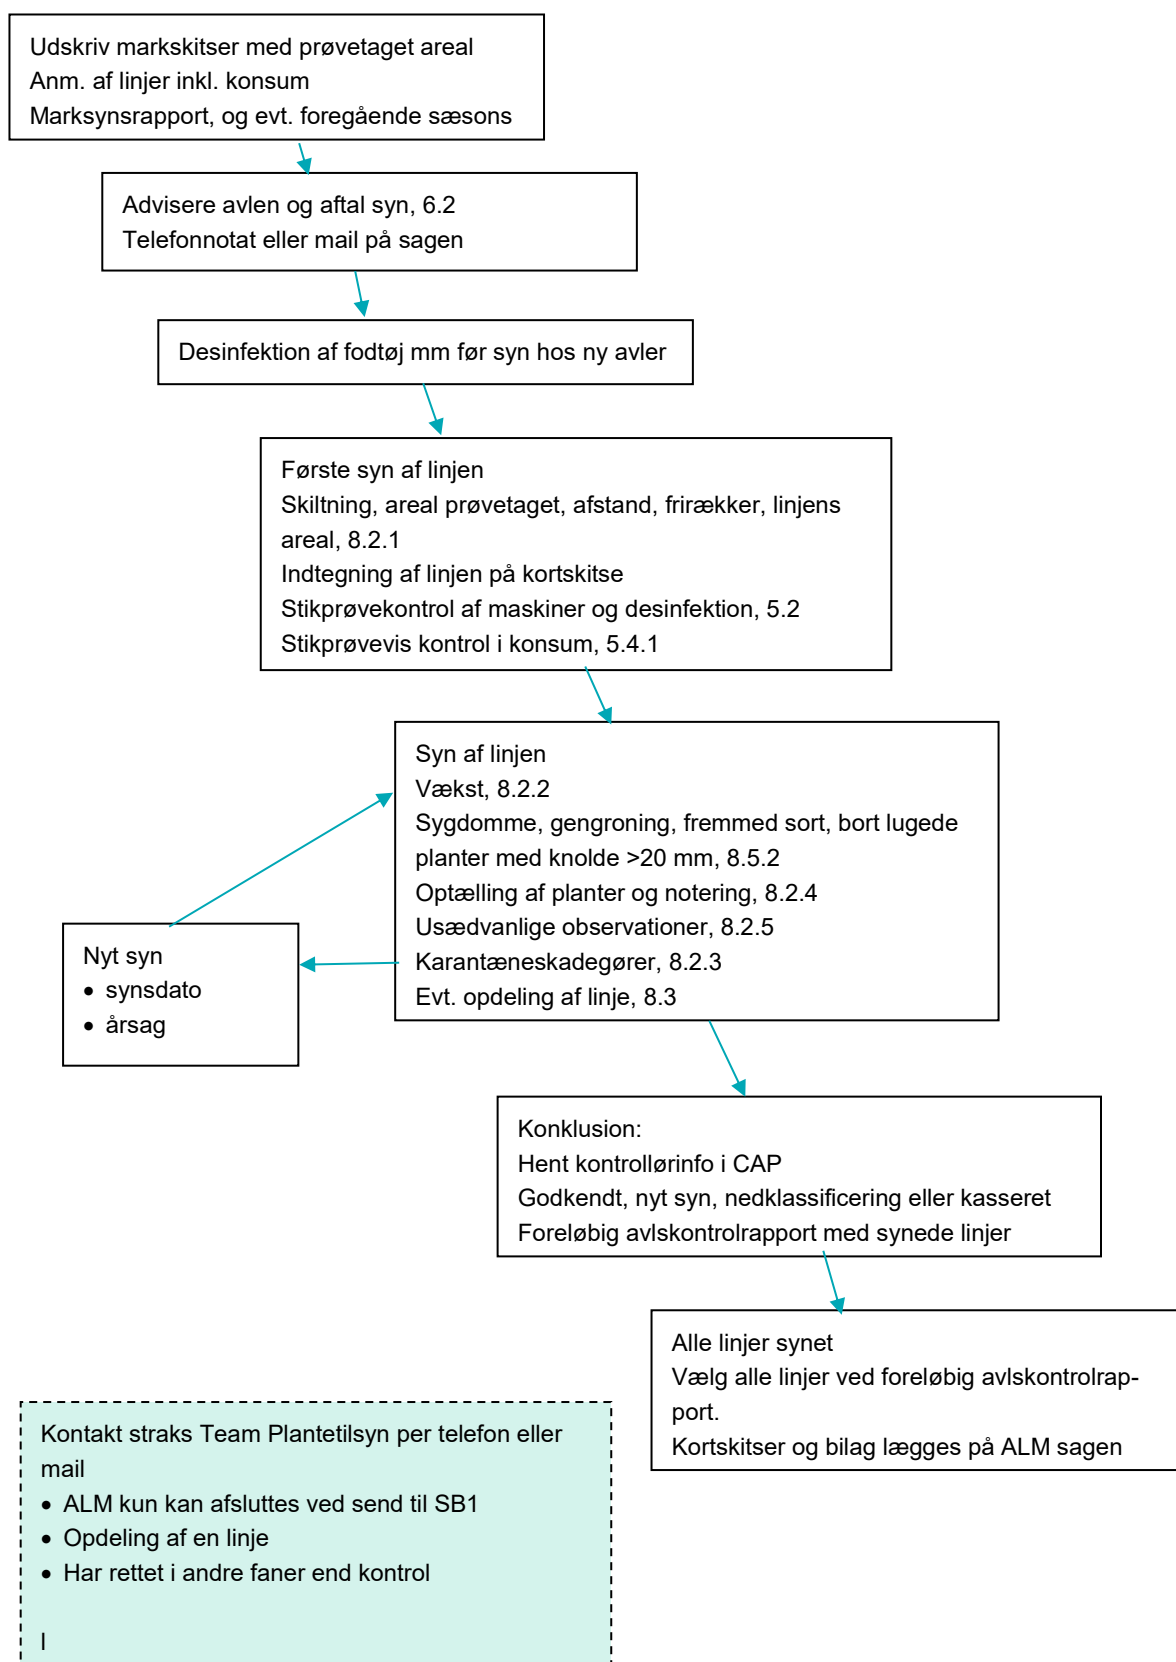 Udskriv markskitser med prøvetaget areal
Anm. af linjer inkl. konsum
Marksynsrapport, og evt. foregående sæsons
Advisere avlen og aftal syn, 6.2
Telefonnotat eller mail på sagen
Desinfektion af fodtøj mm før syn hos ny avler
Første syn af linjen
Skiltning, areal prøvetaget, afstand, frirækker, linjens
areal, 8.2.1
Indtegning af linjen på kortskitse
Stikprøvekontrol af maskiner og desinfektion, 5.2
Stikprøvevis kontrol i konsum, 5.4.1
Syn af linjen
Vækst, 8.2.2
Sygdomme, gengroning, fremmed sort, bort lugede
planter med knolde >20 mm, 8.5.2
Optælling af planter og notering, 8.2.4
Usædvanlige observationer, 8.2.5
Karantæneskadegører, 8.2.3
Evt. opdeling af linje, 8.3
Nyt syn
• synsdato
• årsag
Konklusion:
Hent kontrollørinfo i CAP
Godkendt, nyt syn, nedklassificering eller kasseret
Foreløbig avlskontrolrapport med synede linjer
Alle linjer synet
Vælg alle linjer ved foreløbig avlskontrolrap-
port.
Kortskitser og bilag lægges på ALM sagen
Kontakt straks Team Plantetilsyn per telefon eller
mail
• ALM kun kan afsluttes ved send til SB1
• Opdeling af en linje
• Har rettet i andre faner end kontrol
I